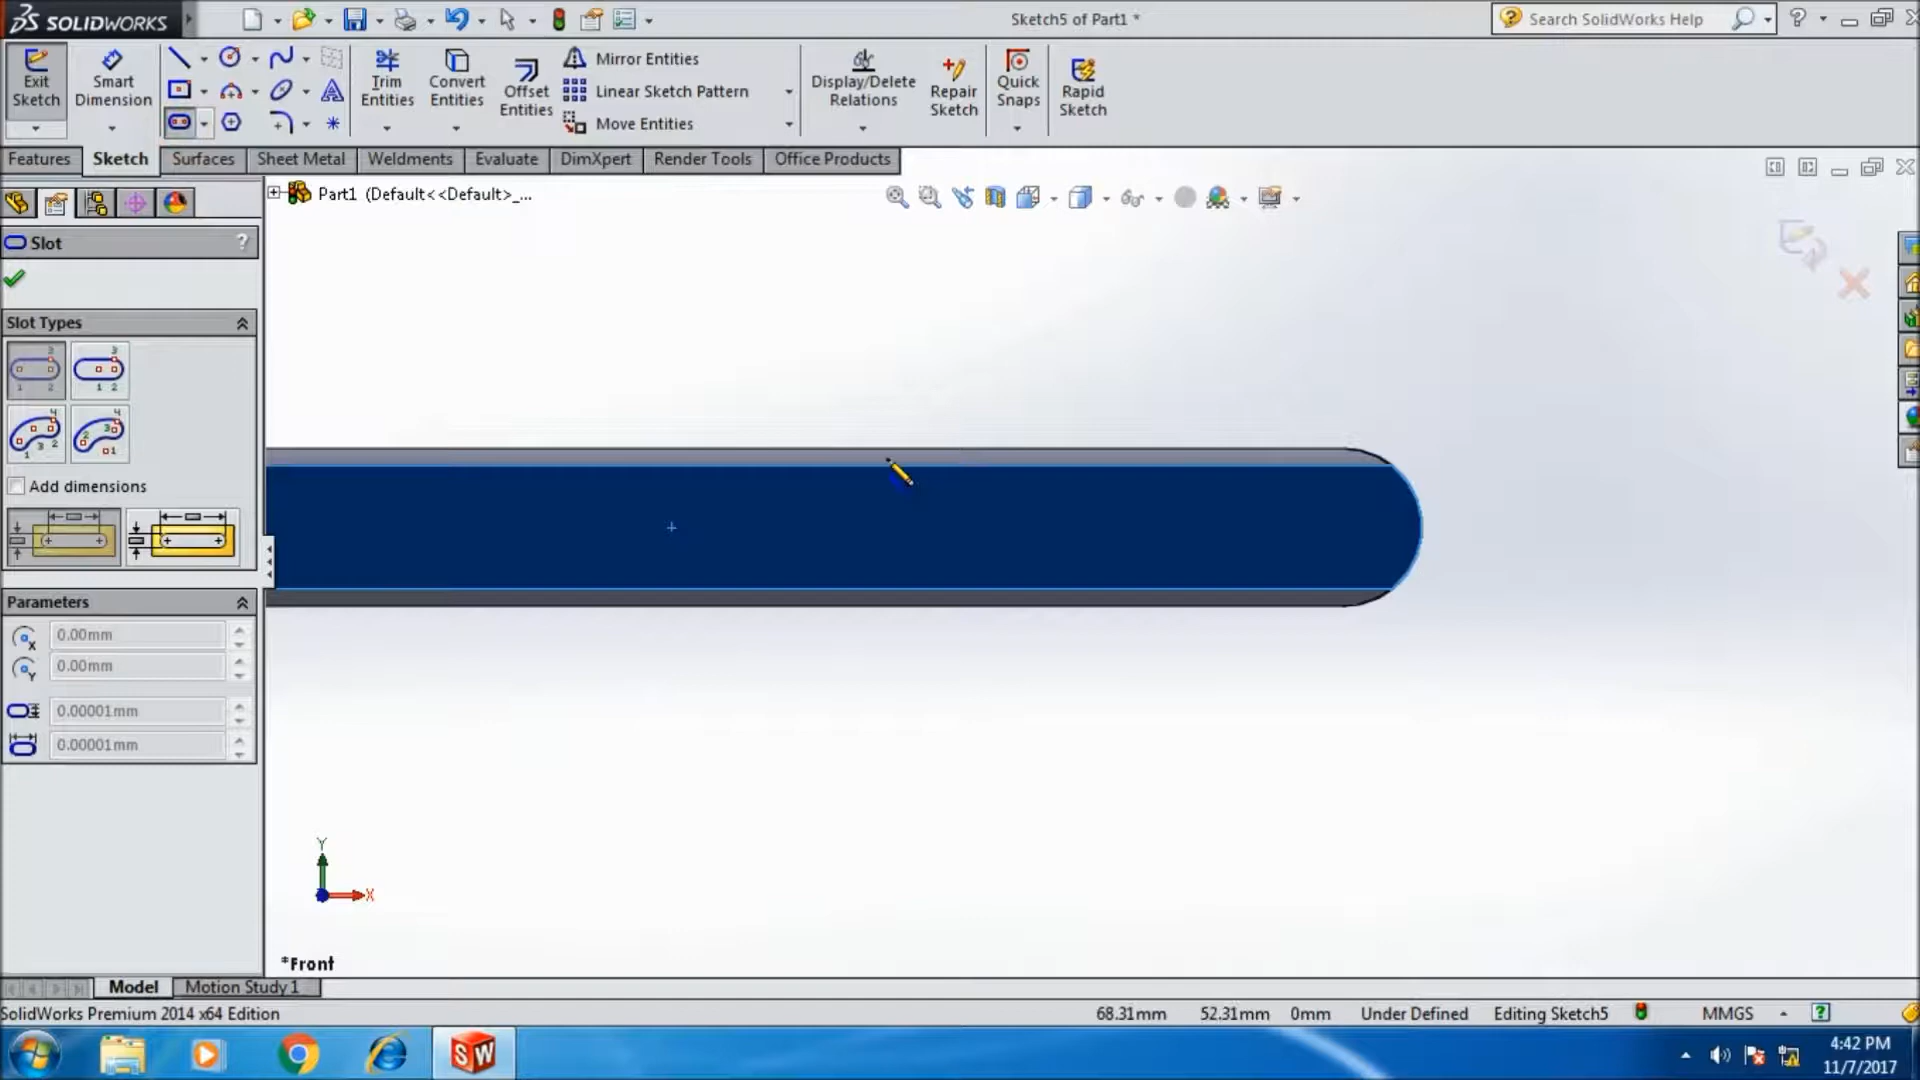 SOLIDWORKS
Sketch5 of Part1 *
Search SolidWorks Help
Exit Sketch
Smart Dimension
Trim Entities
Convert Entities
Offset Entities
Mirror Entities
Linear Sketch Pattern
Move Entities
Display/Delete Relations
Repair Sketch
Quick Snaps
Rapid Sketch
Features
Sketch
Surfaces
Sheet Metal
Weldments
Evaluate
DimXpert
Render Tools
Office Products
Part1 (Default<<Default>_...
Slot
?
Slot Types
Add dimensions
Parameters
0.00mm
0.00mm
0.00001mm
0.00001mm
Y
X
*Front
Model
Motion Study 1
SolidWorks Premium 2014 x64 Edition
68.31mm
52.31mm
0mm
Under Defined
Editing Sketch5
MMGS
SW
4:42 PM
11/7/2017